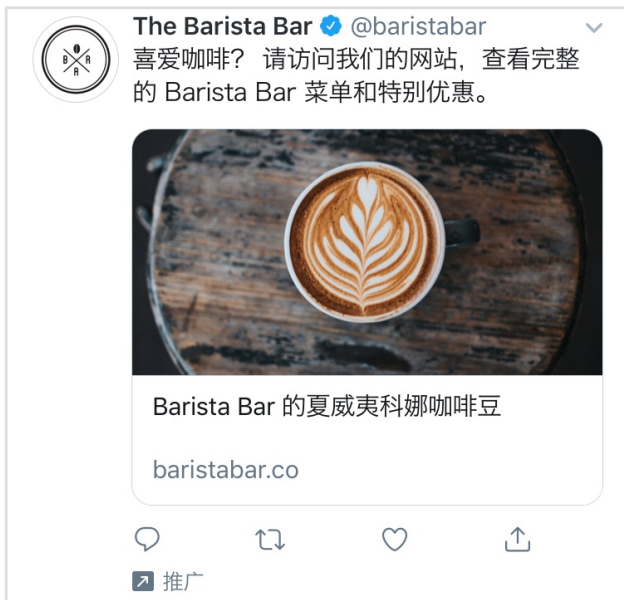 The Barista Bar @baristabar
喜爱咖啡? 请访问我们的网站，查看完整
的 Barista Bar 菜单和特别优惠。
B A R
Barista Bar 的夏威夷科娜咖啡豆
baristabar.co
推广